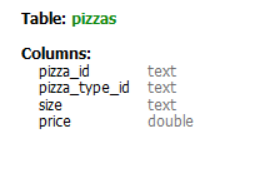 Table: pizzas
Columns:
pizza_id text
pizza_type_id text
size text
price double